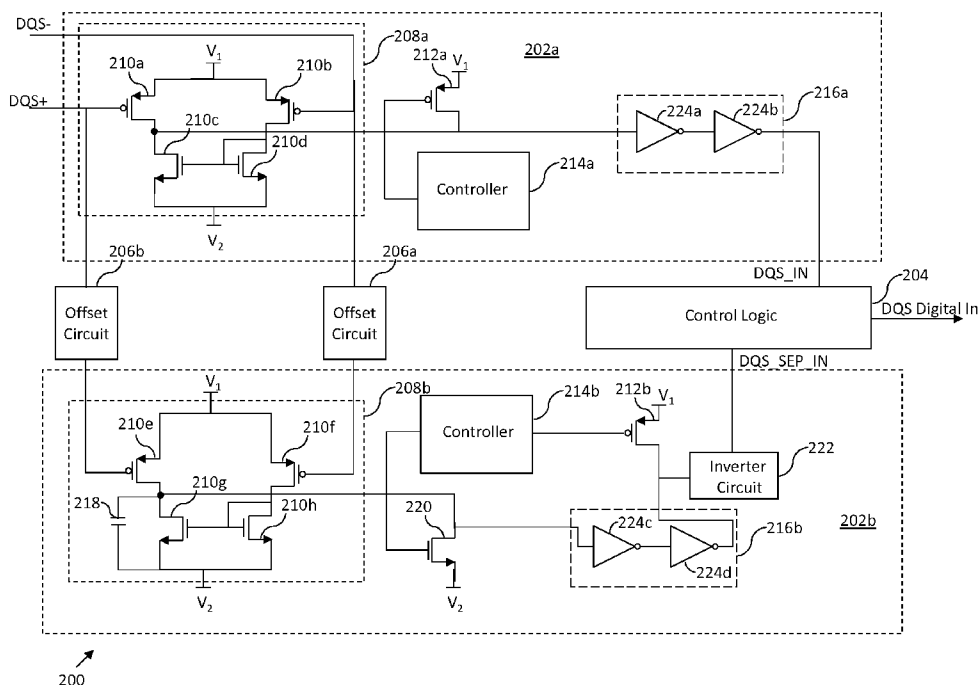 DQS-
208a
202a
V1
212a
V1
210a
210b
216a
DQS+
224a
224b
210c
210d
214a
Controller
V2
206b
206a
DQS_IN
204
Offset
Circuit
Offset
Circuit
Control Logic
DQS Digital In
DQS_SEP_IN
V1
208b
214b
212b
V1
210e
210f
Controller
222
Inverter
Circuit
218
210g
220
210h
224c
216b
202b
224d
V2
V2
200